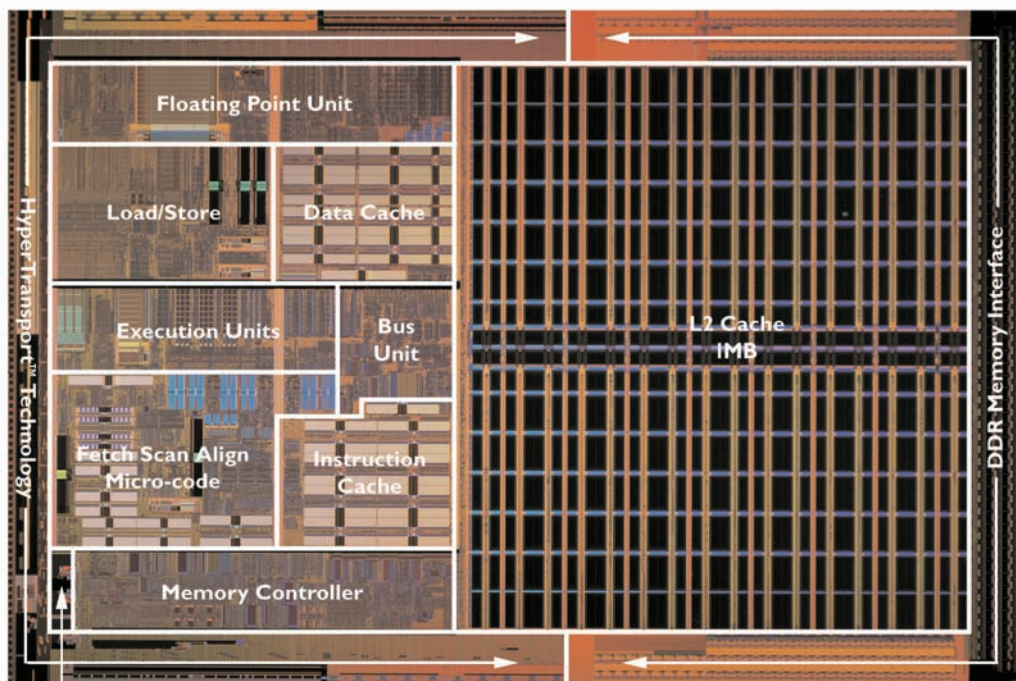 Floating Point Unit
Load/Store
Data Cache
HyperTransport™ Technology
Execution Units
Bus
Unit
L2 Cache
IMB
DDR Memory Interface
Fetch Scan Align
Micro-code
Instruction
Cache
Memory Controller